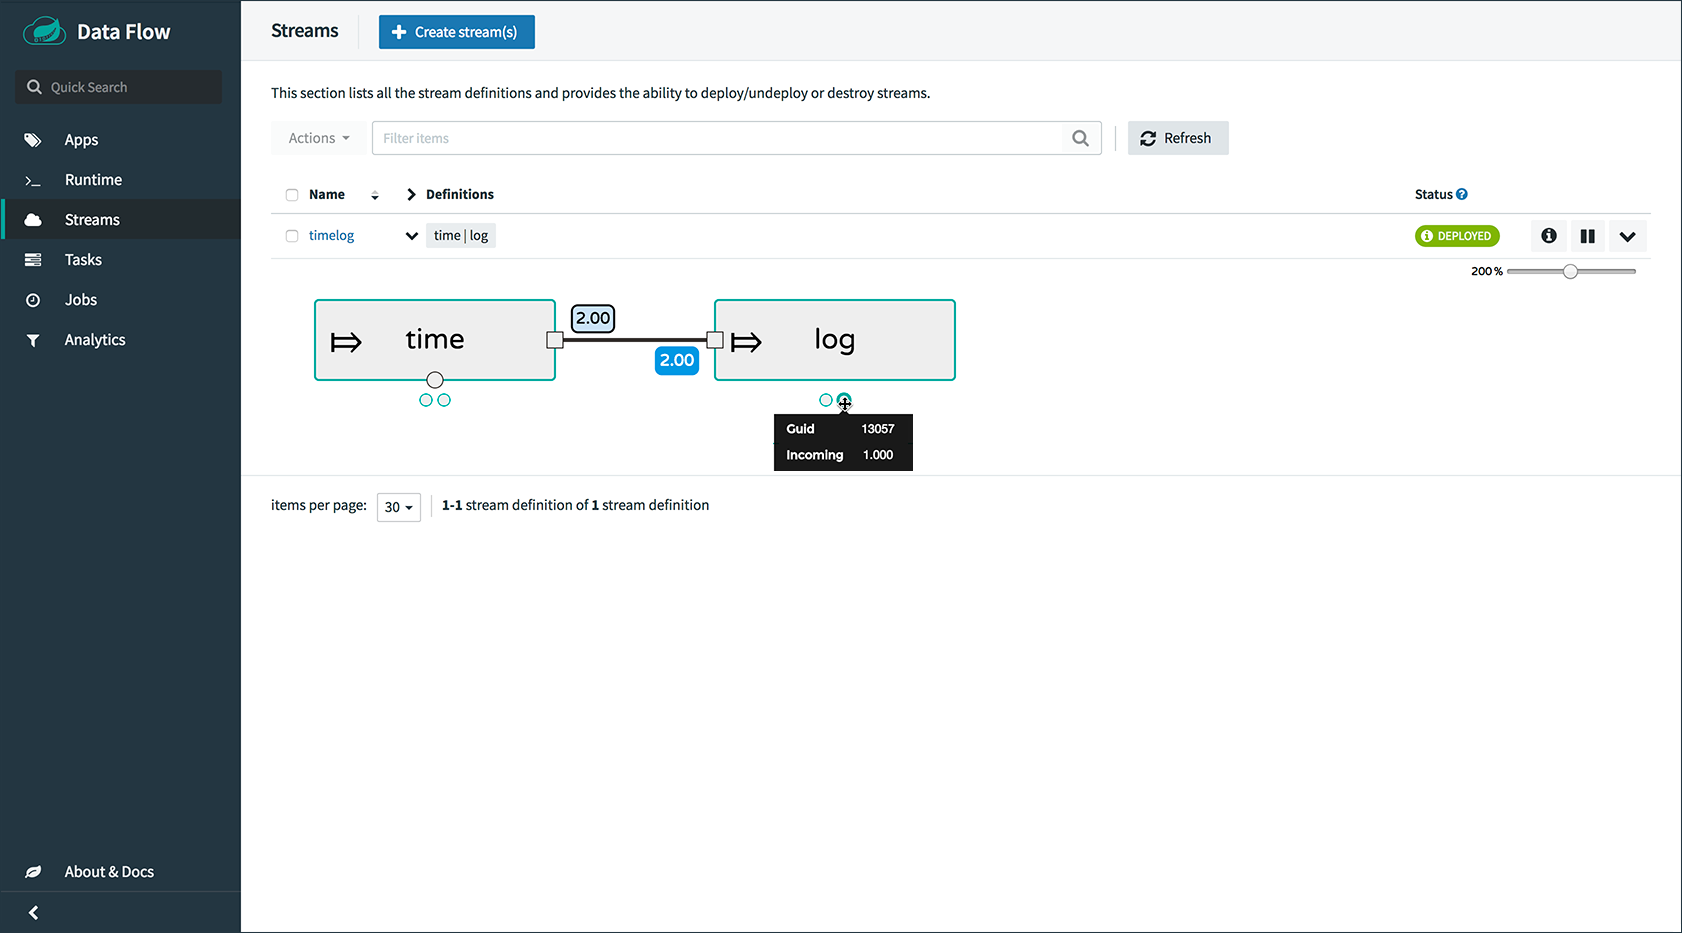 Data Flow
Streams
Create stream(s)
Quick Search
This section lists all the stream definitions and provides the ability to deploy/undeploy or destroy streams.
Apps
Actions
Filter items
Refresh
Runtime
Name
Definitions
Status
Streams
timelog
time | log
DEPLOYED
Tasks
200 %
Jobs
2.00
Analytics
time
log
2.00
Guid 13057
Incoming 1.000
items per page: 30
1-1 stream definition of 1 stream definition
About & Docs